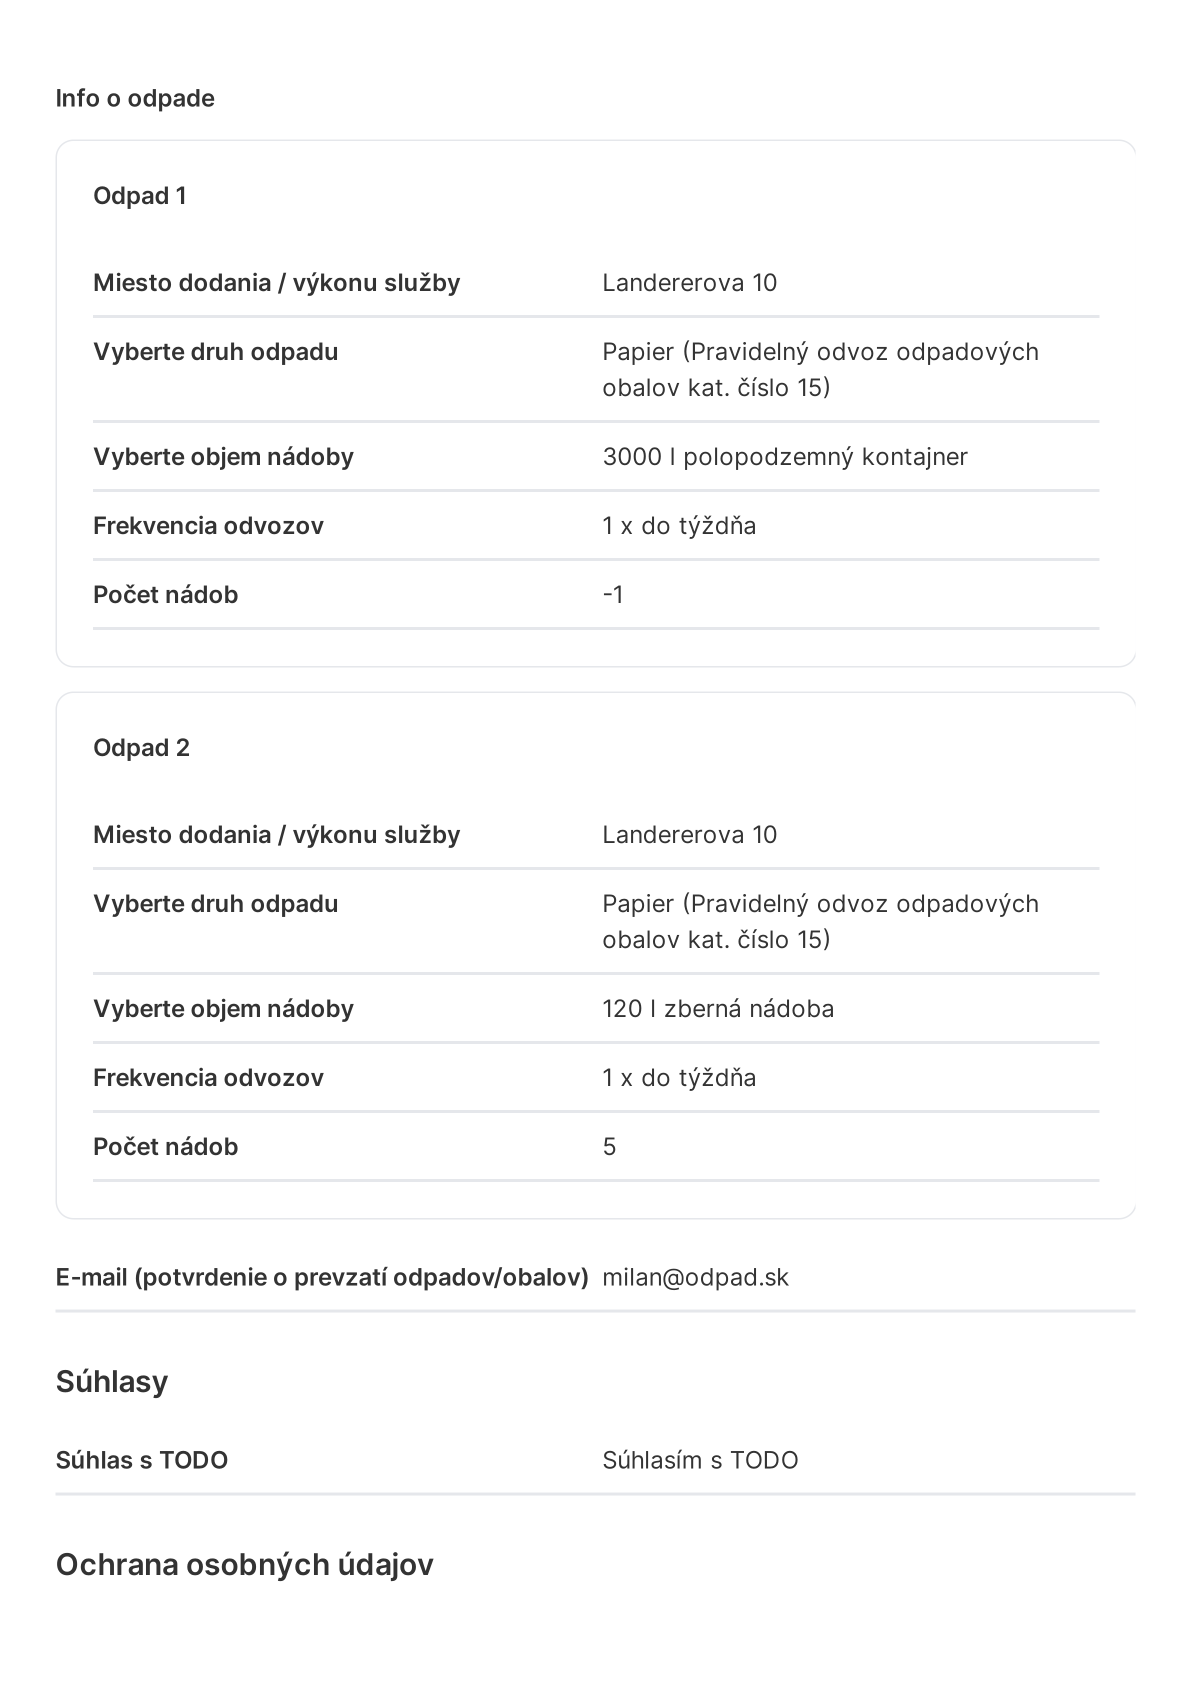 Info o odpade
Odpad 1
Miesto dodania / výkonu služby Landererova 10
Vyberte druh odpadu Papier (Pravidelný odvoz odpadových
obalov kat. číslo 15)
Vyberte objem nádoby 3000 l polopodzemný kontajner
Frekvencia odvozov 1 x do týždňa
Počet nádob -1
Odpad 2
Miesto dodania / výkonu služby Landererova 10
Vyberte druh odpadu Papier (Pravidelný odvoz odpadových
obalov kat. číslo 15)
Vyberte objem nádoby 120 l zberná nádoba
Frekvencia odvozov 1 x do týždňa
Počet nádob 5
E-mail (potvrdenie o prevzatí odpadov/obalov) milan@odpad.sk
Súhlasy
Súhlas s TODO Súhlasím s TODO
Ochrana osobných údajov